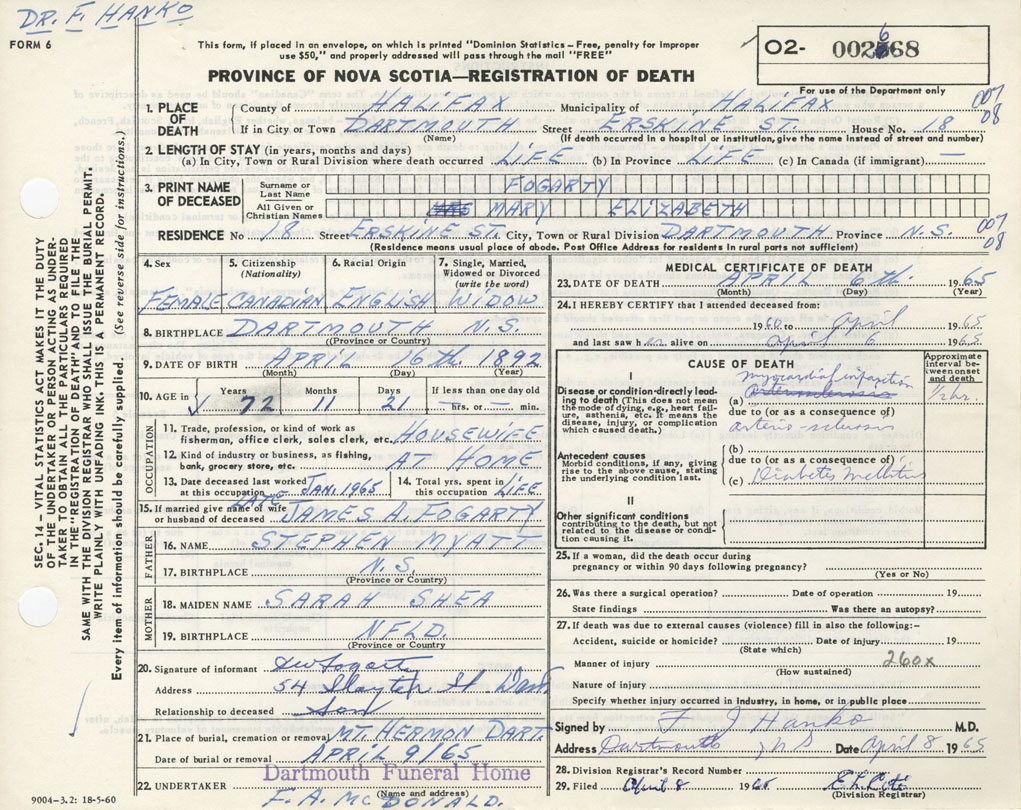 DR. F. HANKO
FORM 6
This form, if placed in an envelope, on which is printed "Dominion Statistics – Free, penalty for improper
use $50," and properly addressed will pass through the mail "FREE"
PROVINCE OF NOVA SCOTIA—REGISTRATION OF DEATH
O2- 002668
For use of the Department only
1. PLACE OF DEATH
County of HALIFAX Municipality of HALIFAX 007
If in City or Town DARTMOUTH Street ERSKINE ST. House No. 18 08
(Name) (If death occurred in a hospital or institution, give the name instead of street and number)
2. LENGTH OF STAY (in years, months and days)
(a) In City, Town or Rural Division where death occurred LIFE (b) In Province LIFE (c) In Canada (if immigrant) —
3. PRINT NAME OF DECEASED
Surname or Last Name FOGARTY
All Given or Christian Names MARY ELIZABETH
RESIDENCE No 18 Street ERSKINE ST. City, Town or Rural Division DARTMOUTH Province N.S. 007
08
(Residence means usual place of abode. Post Office Address for residents in rural parts not sufficient)
4. Sex 5. Citizenship (Nationality) 6. Racial Origin 7. Single, Married, Widowed or Divorced (write the word)
FEMALE CANADIAN ENGLISH WIDOW
8. BIRTHPLACE DARTMOUTH N.S.
((Province or Country)
9. DATE OF BIRTH APRIL 16th 1892
(Month) (Day) (Year)
10. AGE in Years Months Days If less than one day old
72 11 21 — hrs. or — min.
OCCUPATION
11. Trade, profession, or kind of work as
fisherman, office clerk, sales clerk, etc. HOUSEWIFE
12. Kind of industry or business, as fishing,
bank, grocery store, etc. AT HOME
13. Date deceased last worked at this occupation JAN. 1965 14. Total yrs. spent in this occupation LIFE
15. If married give name of wife or husband of deceased LATE JAMES A. FOGARTY
FATHER
16. NAME STEPHEN MYATT
17. BIRTHPLACE N.S.
(Province or Country)
MOTHER
18. MAIDEN NAME SARAH SHEA
19. BIRTHPLACE NFLD.
(Province or Country
20. Signature of informant Fogarty
Address 54 Slayter St Dart
Relationship to deceased Son
21. Place of burial, cremation or removal MT. HERMON DART.
Date of burial or removal APRIL 9/65
Dartmouth Funeral Home
22. UNDERTAKER F. A. McDONALD.
(Name and address)
9004-3.2: 18-5-60
MEDICAL CERTIFICATE OF DEATH
23. DATE OF DEATH APRIL 6th 1965
(Month) (Day) (Year)
24. I HEREBY CERTIFY that I attended deceased from:
1960 to April 1965
and last saw her alive on April 6 1965
CAUSE OF DEATH
Approximate interval between onset and death
I
Disease or condition directly leading to death (This does not mean
the mode of dying, e.g., heart failure, asthenia, etc. It means the
disease, injury, or complication which caused death.)
(a) myocardial infarction 1/2 hr.
due to (or as a consequence of)
arterio-sclerosis
Antecedent causes
Morbid conditions, if any, giving rise to the above cause, stating the underlying condition last.
(b)
due to (or as a consequence of)
(c) Diabetes Mellitus
II
Other significant conditions
contributing to the death, but not related to the disease or condition causing it.
25. If a woman, did the death occur during
pregnancy or within 90 days following pregnancy?
(Yes or No)
26. Was there a surgical operation? Date of operation 19
State findings Was there an autopsy?
27. If death was due to external causes (violence) fill in also the following:–
Accident, suicide or homicide? Date of injury 19
(State which)
Manner of injury 260x
(How sustained)
Nature of injury
Specify whether injury occurred in Industry, in home, or in public place
Signed by F J Hanko M.D.
Address Dartmouth, N S Date April 8 1965
28. Division Registrar's Record Number
29. Filed April 8 1965
(Division Registrar)
SEC. 14 – VITAL STATISTICS ACT MAKES IT THE DUTY
OF THE UNDERTAKER OR PERSON ACTING AS UNDER-
TAKER TO OBTAIN ALL THE PARTICULARS REQUIRED
IN THE "REGISTRATION OF DEATH" AND TO FILE THE
SAME WITH THE DIVISION REGISTRAR WHO SHALL ISSUE THE BURIAL PERMIT.
WRITE PLAINLY WITH UNFADING INK. THIS IS A PERMANENT RECORD.
Every item of information should be carefully supplied. (See reverse side for instructions.)